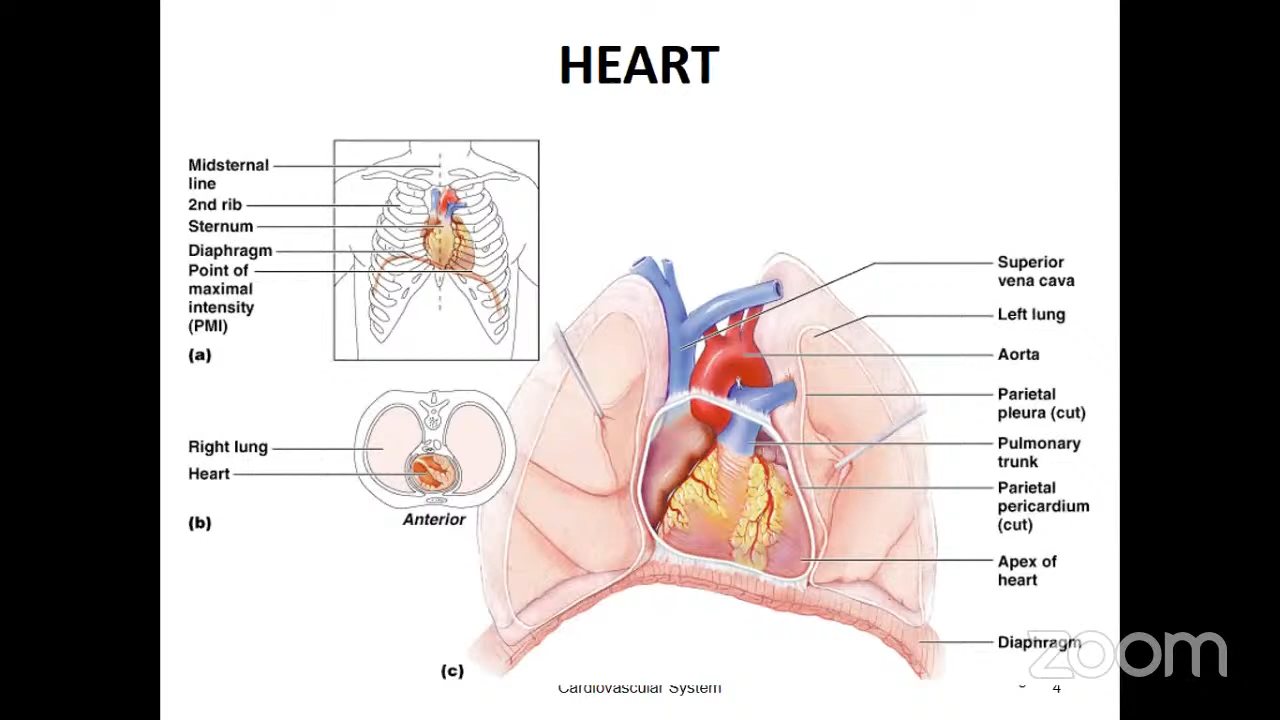 HEART
Midsternal
line
2nd rib
Sternum
Diaphragm
Point of
maximal
intensity
(PMI)
(a)
Right lung
Heart
(b)
Anterior
Superior
vena cava
Left lung
Aorta
Parietal
pleura (cut)
Pulmonary
trunk
Parietal
pericardium
(cut)
Apex of
heart
Diaphragm
(c)
zoom
Cardiovascular System
4